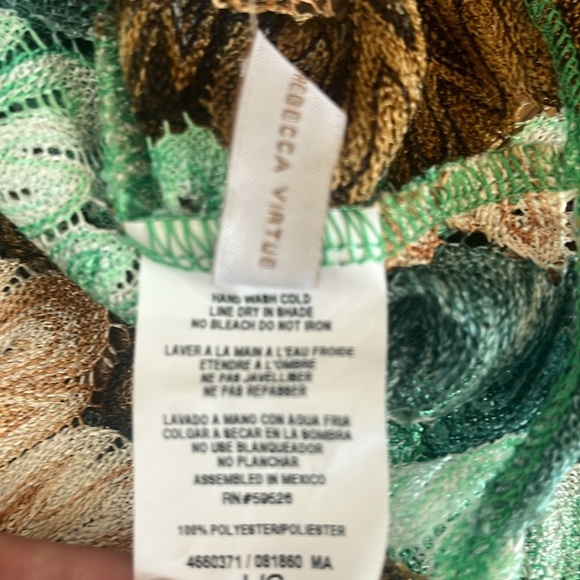 REBECCA VIRTUE
HAND WASH COLD
LINE DRY IN SHADE
NO BLEACH DO NOT IRON
LAVER A LA MAIN A L'EAU FROIDE
ETENDRE A L'OMBRE
NE PAS JAVELLIBER
NE PAS REPASSER
LAVADO A MANO CON AGUA FRIA
COLGAR A SECAR EN LA SOMBRA
NO USE BLANQUEADOR
NO PLANCHAR
ASSEMBLED IN MEXICO
RN#59526
100% POLYESTER/POLIESTER
4660371 / 081860 MA